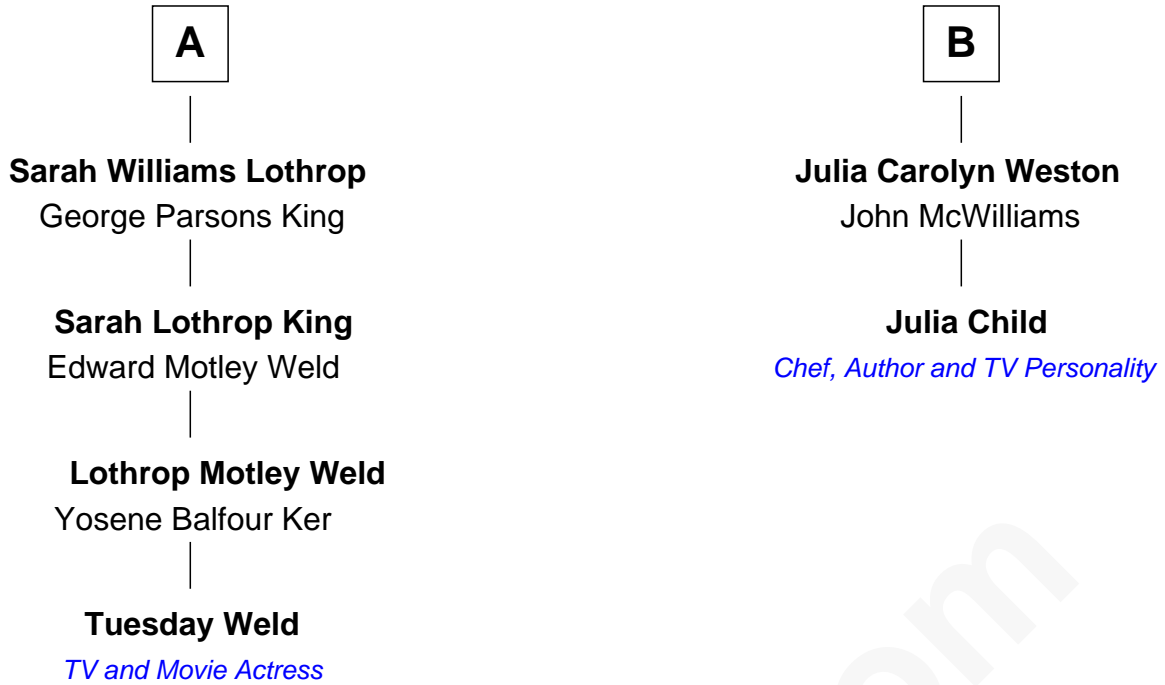 A
Sarah Williams Lothrop
George Parsons King
Sarah Lothrop King
Edward Motley Weld
Lothrop Motley Weld
Yosene Balfour Ker
Tuesday Weld
TV and Movie Actress
B
Julia Carolyn Weston
John McWilliams
Julia Child
Chef, Author and TV Personality
om